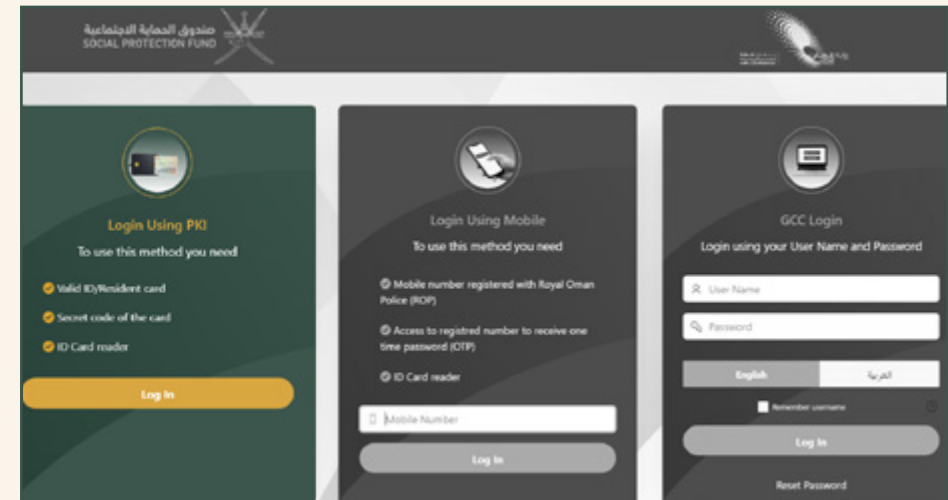 صندوق الحماية الاجتماعية
SOCIAL PROTECTION FUND
Login Using PKI
To use this method you need
Valid ID/Resident card
Secret code of the card
ID Card reader
Log In
Login Using Mobile
To use this method you need
Mobile number registered with Royal Oman
Police (ROP)
Access to registred number to receive one
time password (OTP)
ID Card reader
Mobile Number
Log In
GCC Login
Login using your User Name and Password
User Name
Password
English العربية
Remember username
Log In
Reset Password